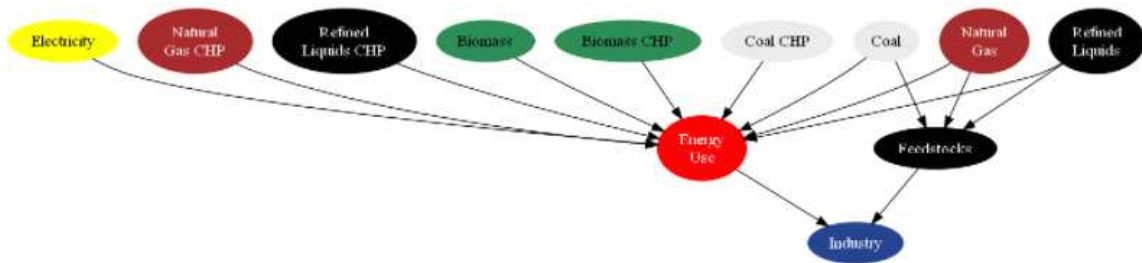 Electricity
Natural
Gas CHP
Refined
Liquids CHP
Biomass
Biomass CHP
Coal CHP
Coal
Natural
Gas
Refined
Liquids
Energy
Use
Feedstocks
Industry